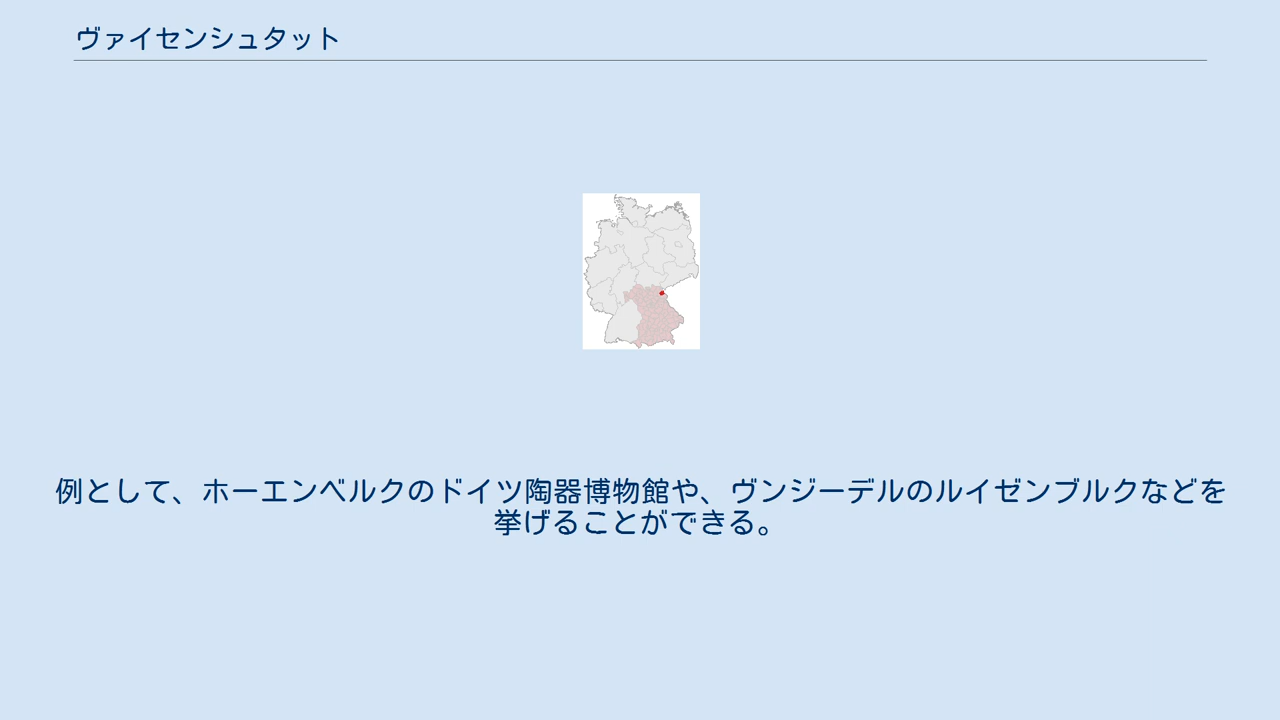 ヴァイセンシュタット
例として、ホーエンベルクのドイツ陶器博物館や、ヴンジーデルのルイゼンブルクなどを
挙げることができる。